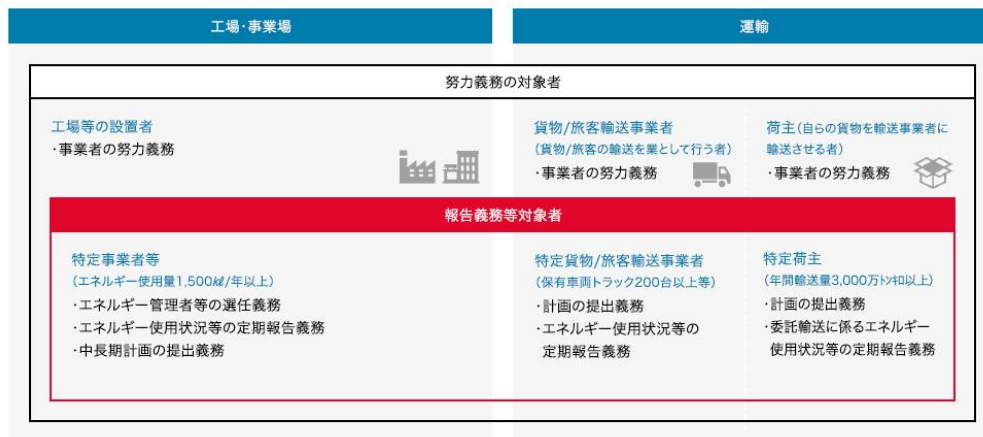 工場·事業場
運輸
努力義務の対象者
工場等の設置者
·事業者の努力義務
貨物/旅客輸送事業者
(貨物/旅客の輸送を業として行う者)
·事業者の努力義務
荷主(自らの貨物を輸送事業者に
輸送させる者)
·事業者の努力義務
報告義務等対象者
特定事業者等
(エネルギー使用量1,500㎘/年以上)
·エネルギー管理者等の選任義務
·エネルギー使用状況等の定期報告義務
·中長期計画の提出義務
特定貨物/旅客輸送事業者
(保有車両トラック200台以上等)
·計画の提出義務
·エネルギー使用状況等の
定期報告義務
特定荷主
(年間輸送量3,000万㌧㌔以上)
·計画の提出義務
·委託輸送に係るエネルギー
使用状況等の定期報告義務